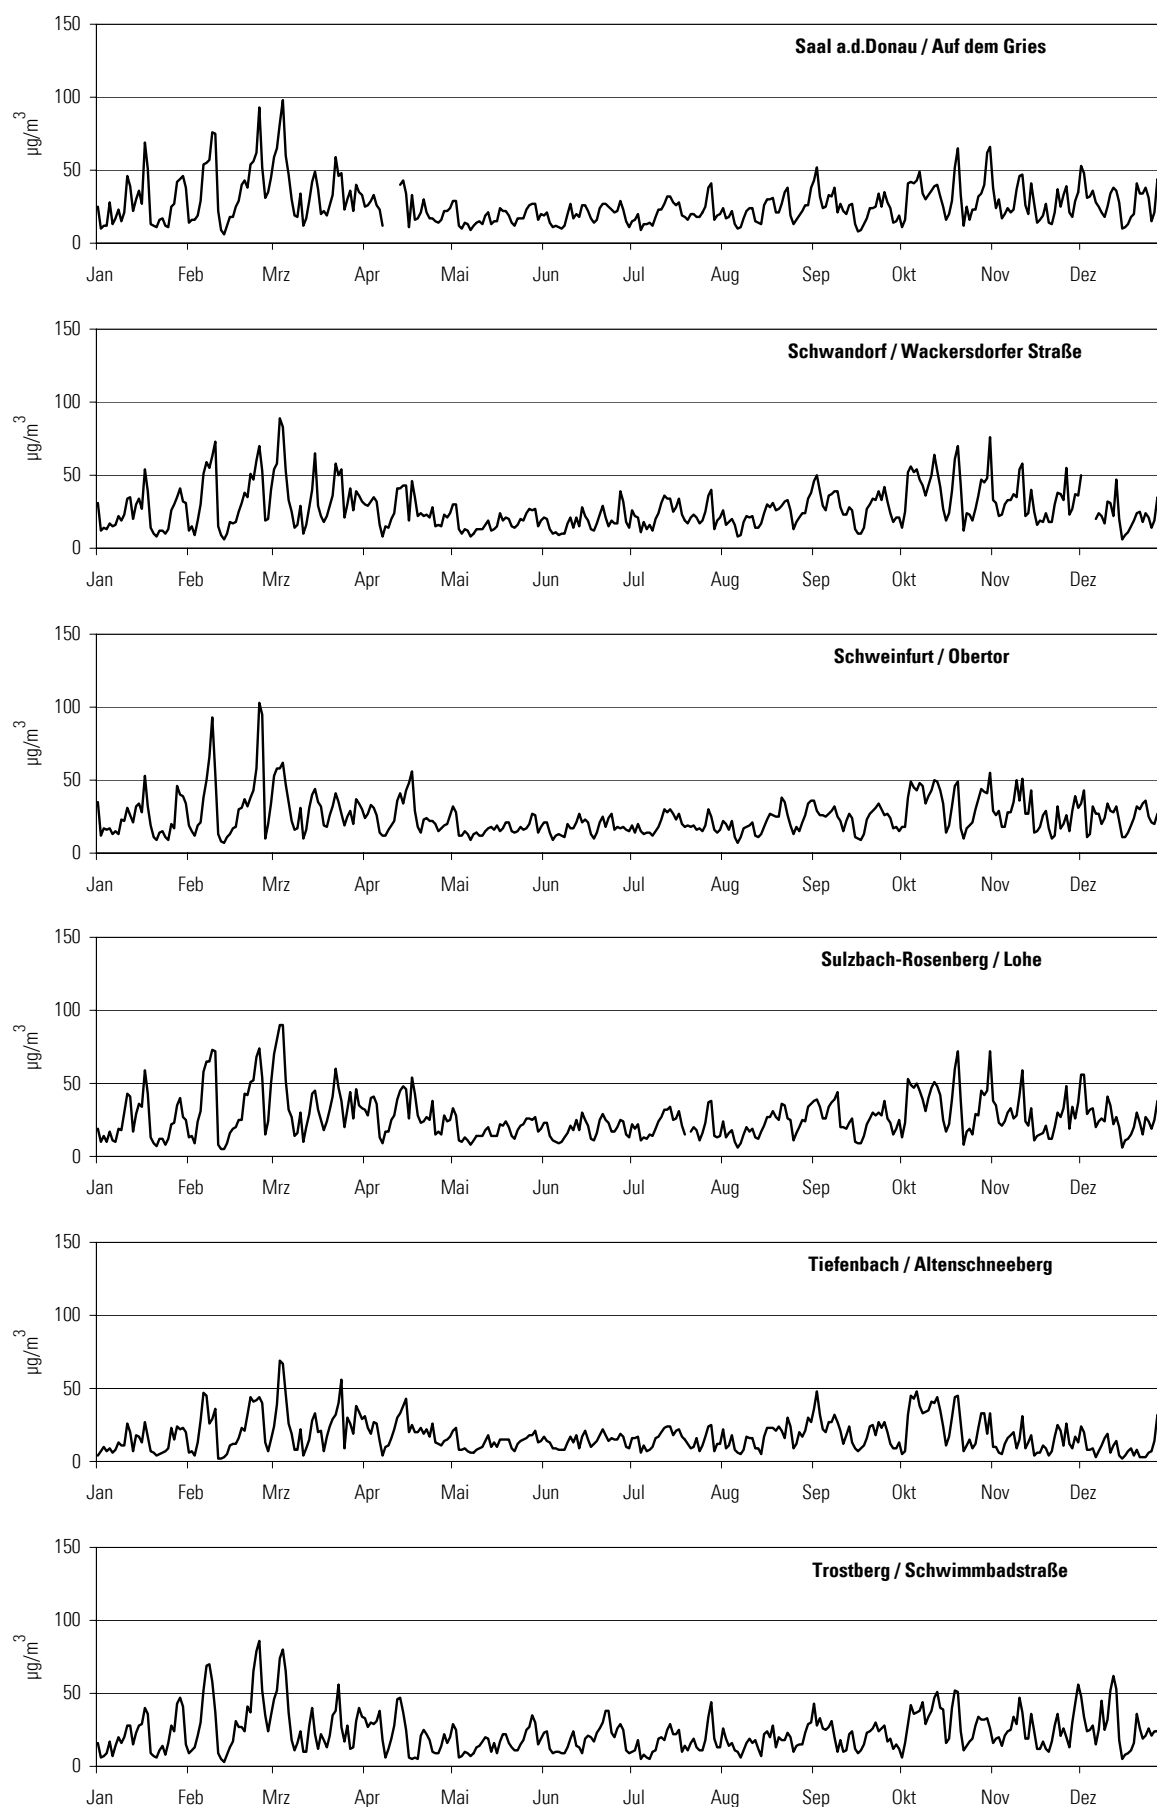 150
Saal a.d.Donau / Auf dem Gries
100
µg/m³
50
0
Jan Feb Mrz Apr Mai Jun Jul Aug Sep Okt Nov Dez
150
Schwandorf / Wackersdorfer Straße
100
µg/m³
50
0
Jan Feb Mrz Apr Mai Jun Jul Aug Sep Okt Nov Dez
150
Schweinfurt / Obertor
100
µg/m³
50
0
Jan Feb Mrz Apr Mai Jun Jul Aug Sep Okt Nov Dez
150
Sulzbach-Rosenberg / Lohe
100
µg/m³
50
0
Jan Feb Mrz Apr Mai Jun Jul Aug Sep Okt Nov Dez
150
Tiefenbach / Altenschneeberg
100
µg/m³
50
0
Jan Feb Mrz Apr Mai Jun Jul Aug Sep Okt Nov Dez
150
Trostberg / Schwimmbadstraße
100
µg/m³
50
0
Jan Feb Mrz Apr Mai Jun Jul Aug Sep Okt Nov Dez